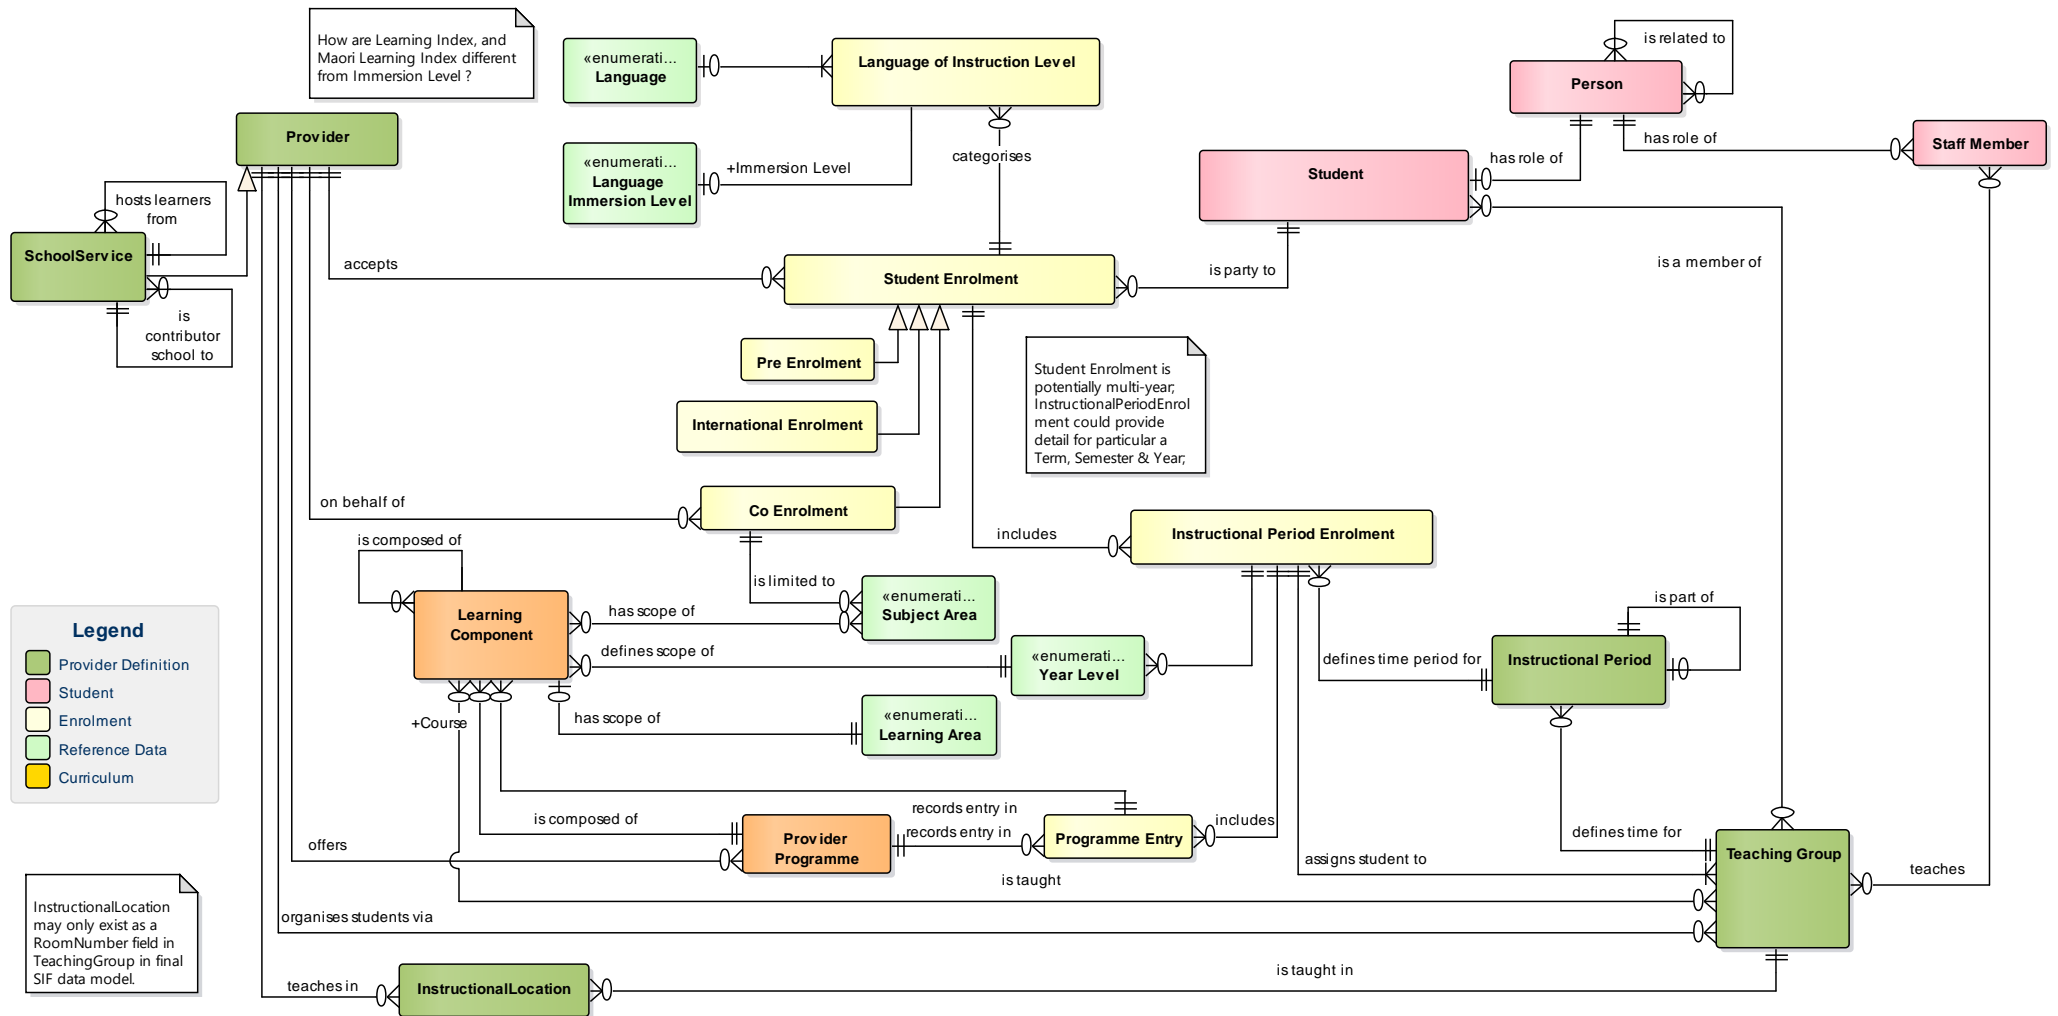 How are Learning Index, and
Maori Learning Index different
from Immersion Level ?
«enumerati...
Language
Language of Instruction Level
is related to
Person
Provider
«enumerati...
Language
Immersion Level
+Immersion Level
categorises
has role of
has role of
Staff Member
Student
hosts learners
from
SchoolService
is
contributor
school to
accepts
Student Enrolment
is party to
is a member of
Pre Enrolment
International Enrolment
Student Enrolment is
potentially multi-year;
InstructionalPeriodEnrol
ment could provide
detail for particular a
Term, Semester & Year;
on behalf of
Co Enrolment
includes
Instructional Period Enrolment
is composed of
is limited to
Learning
Component
has scope of
«enumerati...
Subject Area
defines scope of
«enumerati...
Year Level
defines time period for
is part of
Instructional Period
+Course
has scope of
«enumerati...
Learning Area
Legend
Provider Definition
Student
Enrolment
Reference Data
Curriculum
is composed of
records entry in
records entry in
offers
Provider
Programme
Programme Entry
includes
defines time for
Teaching Group
assigns student to
teaches
is taught
organises students via
InstructionalLocation
may only exist as a
RoomNumber field in
TeachingGroup in final
SIF data model.
teaches in
InstructionalLocation
is taught in